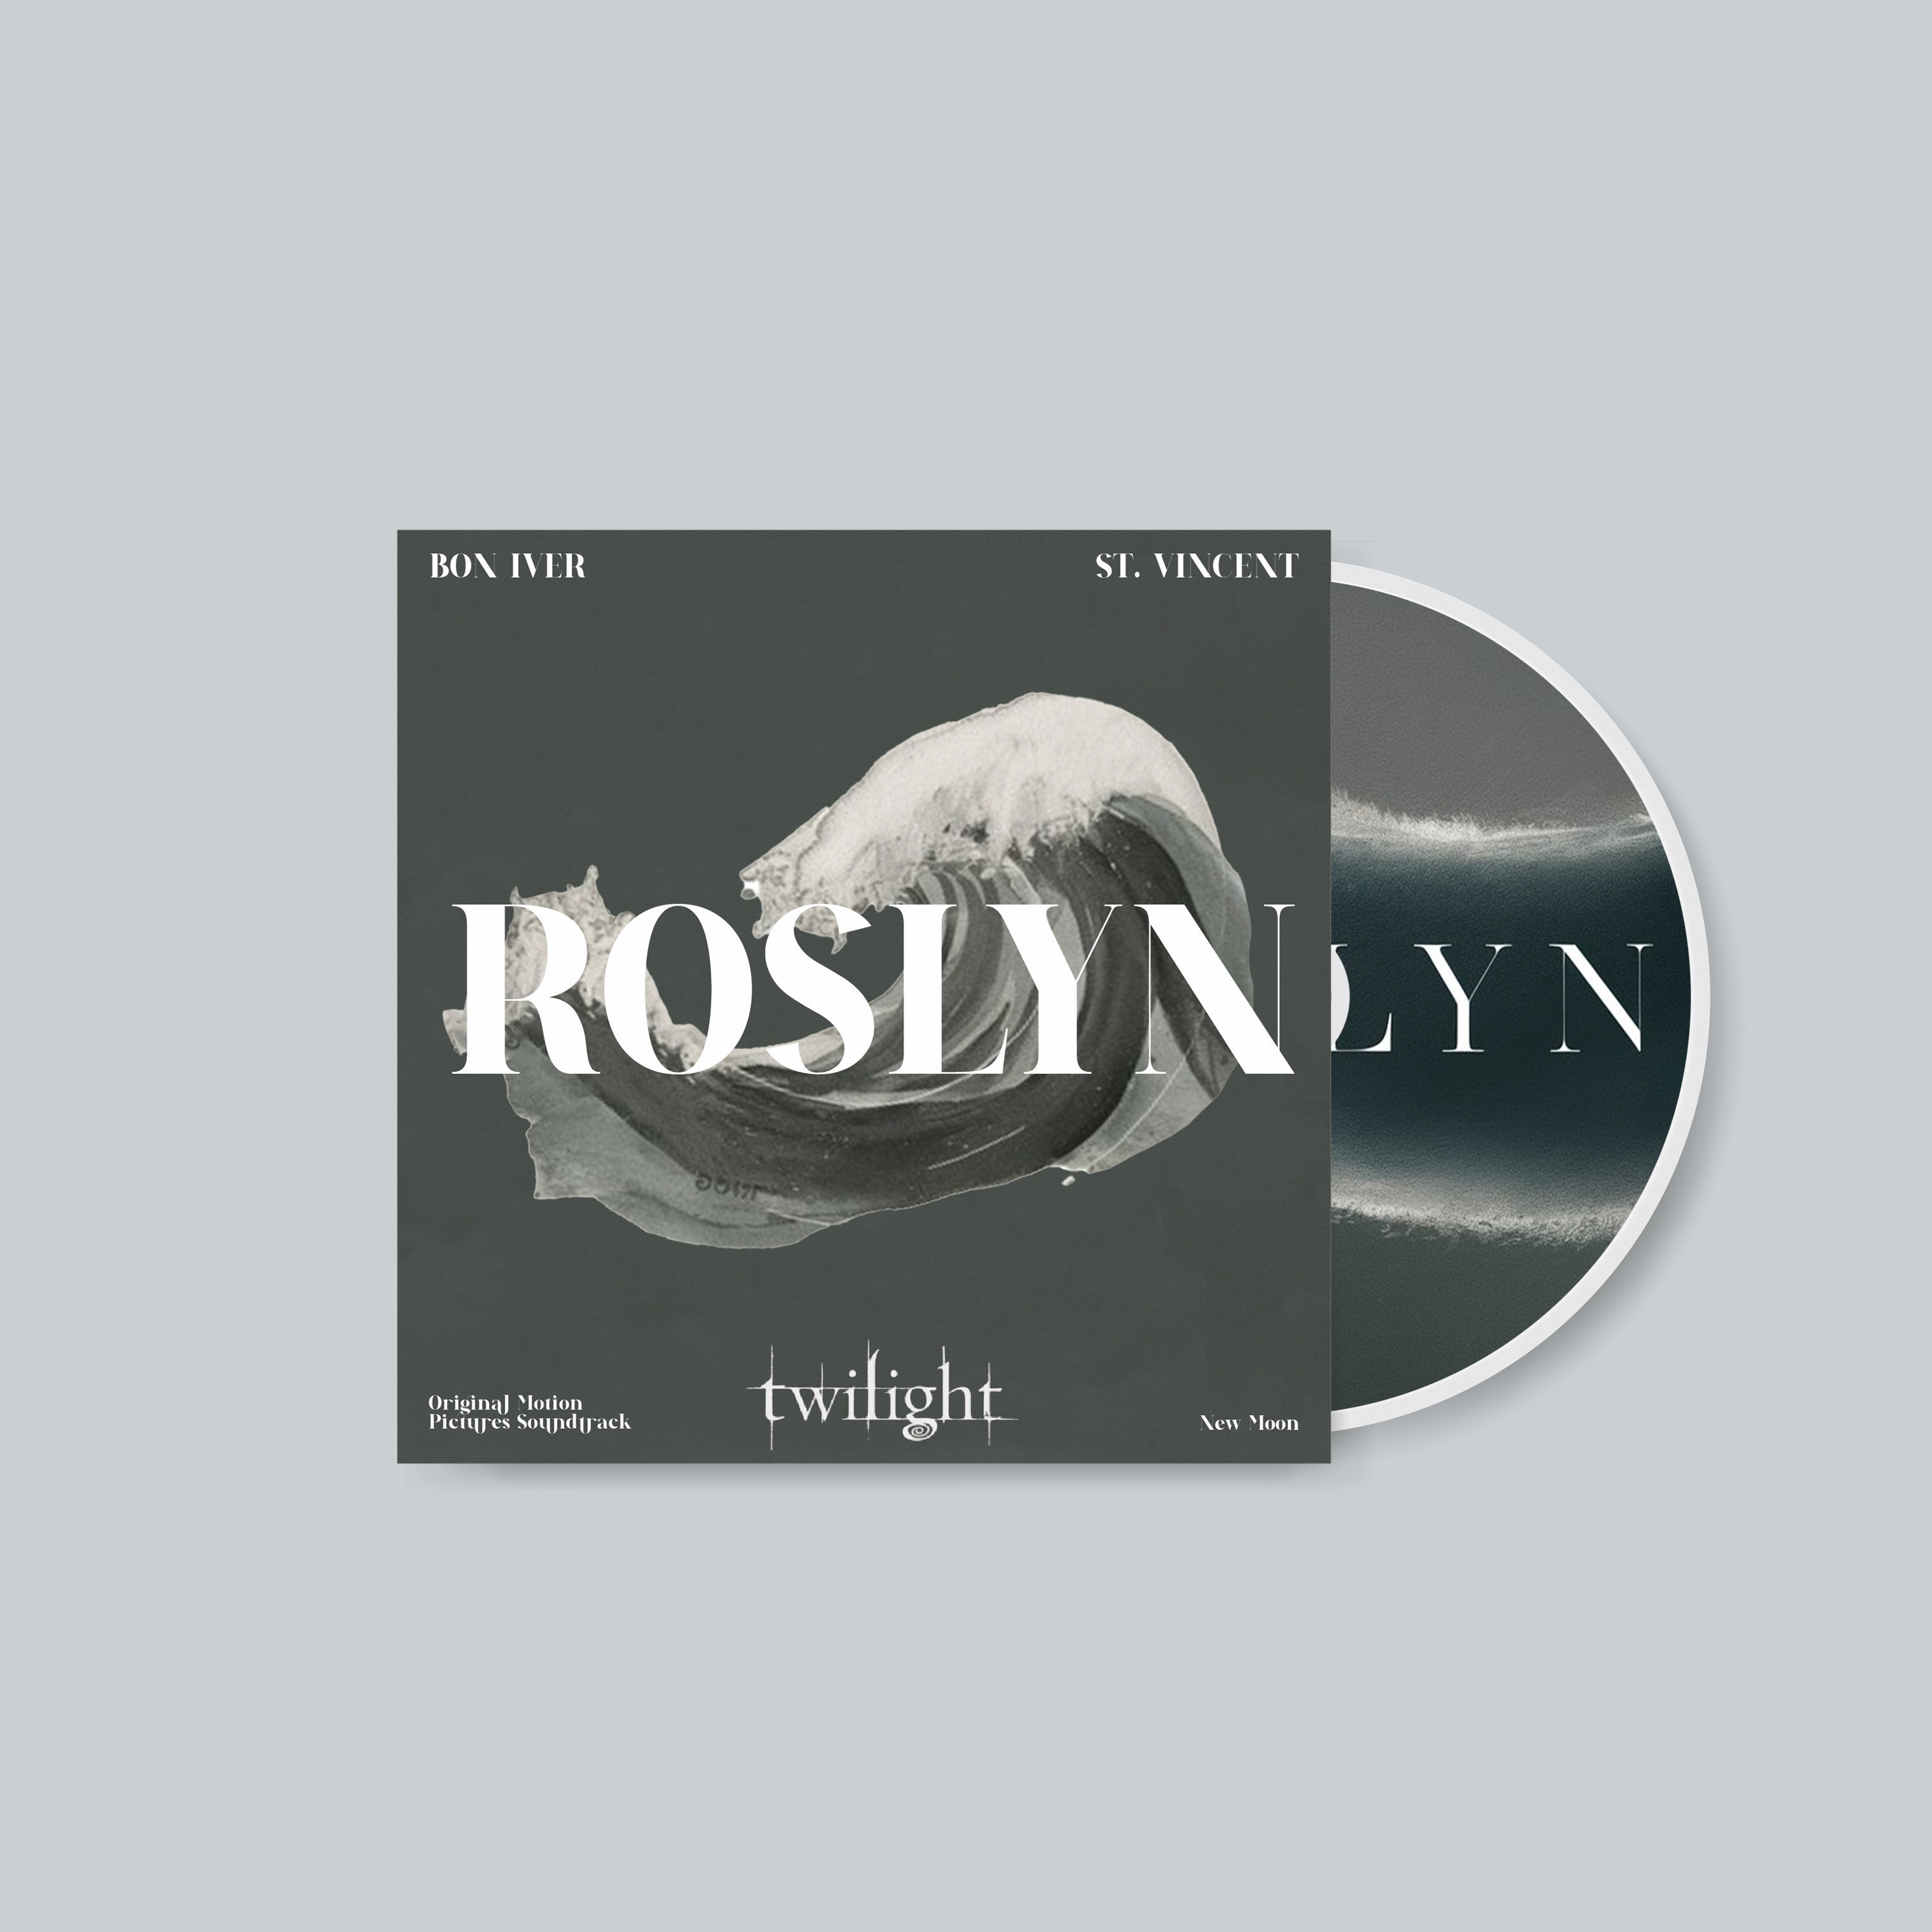 BON IVER
ST. VINCENT
ROSLYN
LYN
twilight
Original Motion
Pictures Soundtrack
New Moon